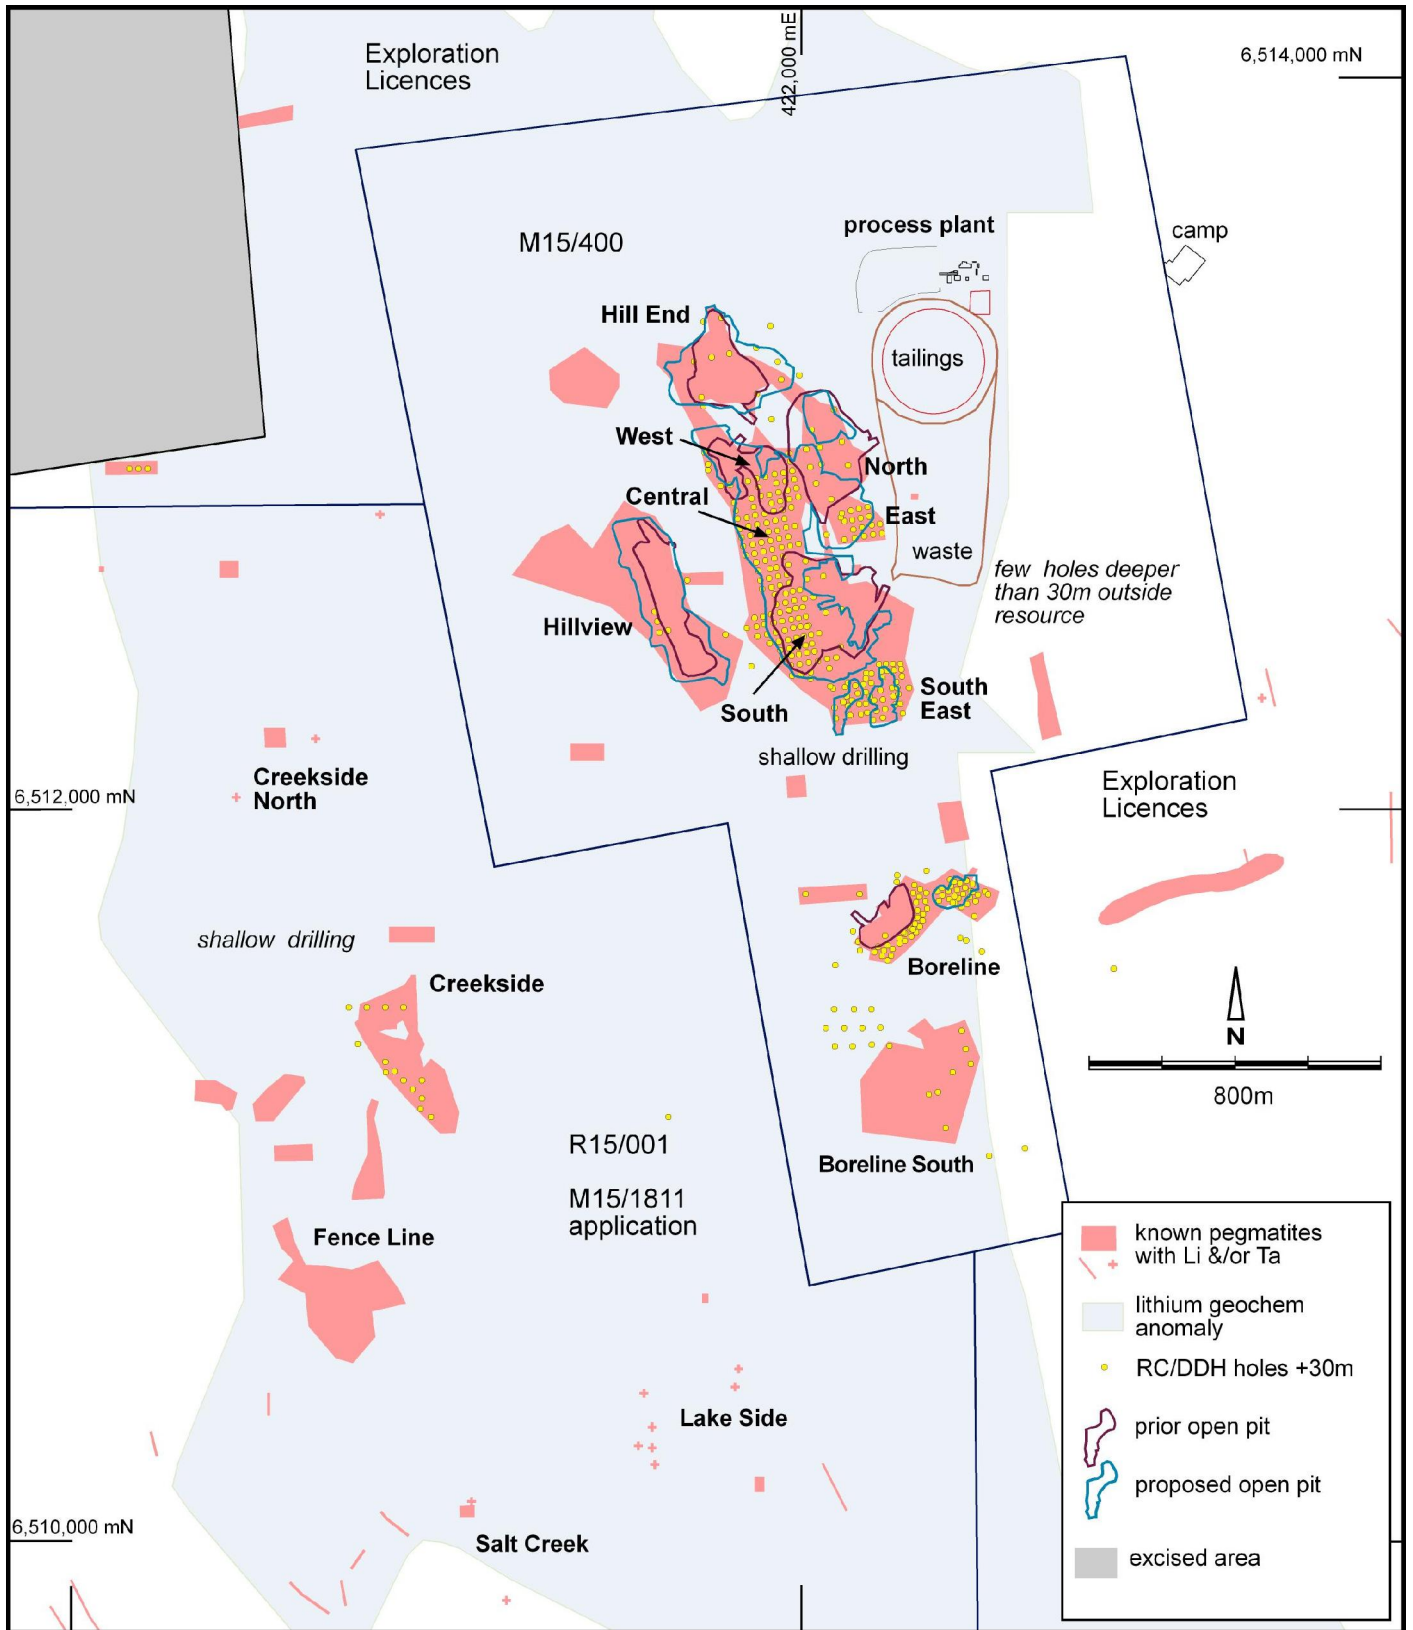 Exploration
Licences
422,000 mE
6,514,000 mN
M15/400
process plant
camp
Hill End
tailings
West
North
Central
East
waste
few holes deeper
than 30m outside
resource
Hillview
South
South
East
shallow drilling
Creekside
North
6,512,000 mN
Exploration
Licences
shallow drilling
Creekside
Boreline
N
800m
R15/001
Boreline South
M15/1811
application
Fence Line
Lake Side
Salt Creek
6,510,000 mN
known pegmatites
with Li &/or Ta
lithium geochem
anomaly
RC/DDH holes +30m
prior open pit
proposed open pit
excised area